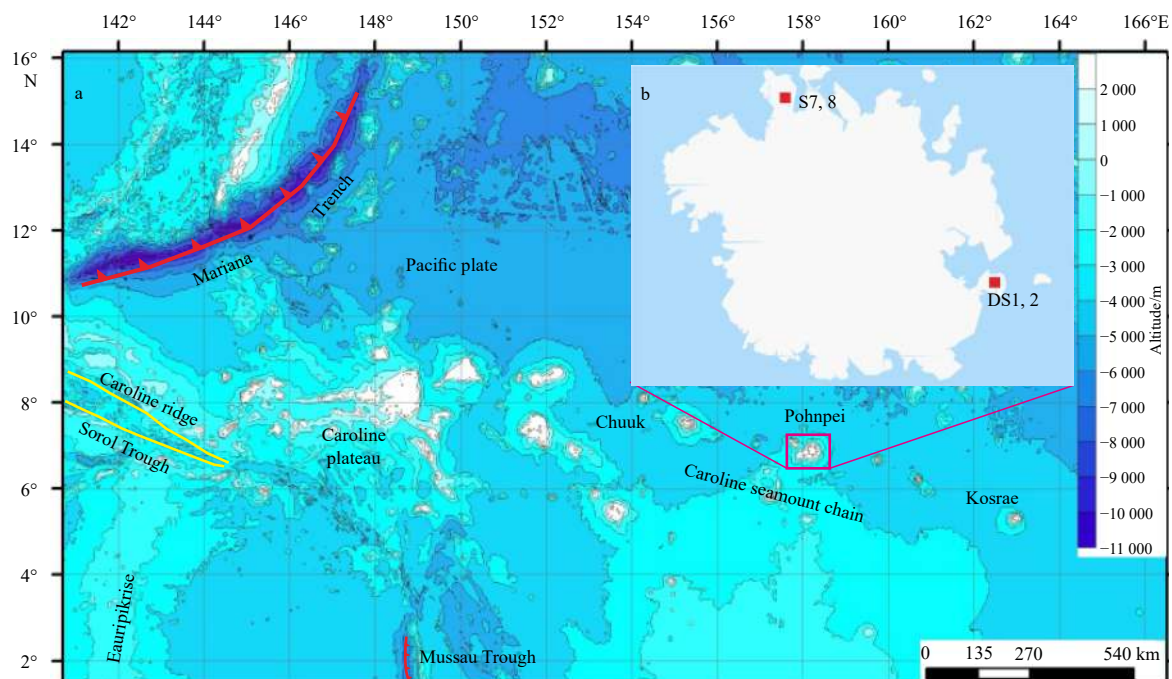 142° 144° 146° 148° 150° 152° 154° 156° 158° 160° 162° 164° 166°E
16°
N
14°
12°
10°
8°
6°
4°
2°
a
b
S7, 8
DS1, 2
Trench
Mariana
Pacific plate
Caroline ridge
Sorol Trough
Caroline
plateau
Chuuk
Pohnpei
Caroline seamount chain
Kosrae
Eauripikrise
Mussau Trough
2 000
1 000
0
−1 000
−2 000
−3 000
−4 000
−5 000
−6 000
−7 000
−8 000
−9 000
−10 000
−11 000
Altitude/m
0 135 270 540 km